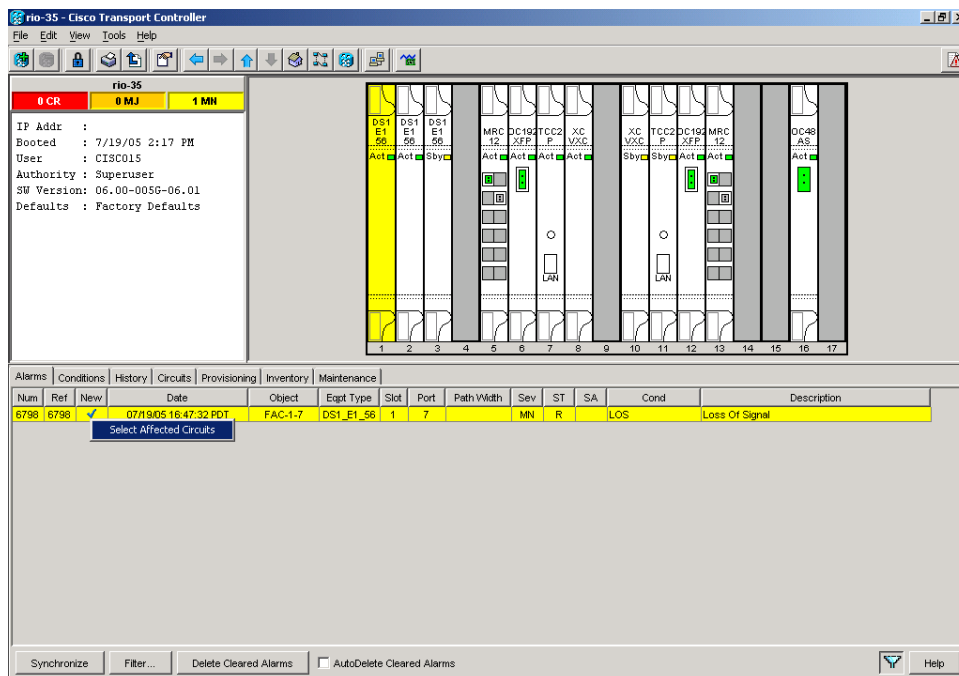 rio-35 - Cisco Transport Controller
File Edit View Tools Help
rio-35
0 CR 0 MJ 1 MN
IP Addr :
Booted : 7/19/05 2:17 PM
User : CISCO15
Authority : Superuser
SW Version: 06.00-005G-06.01
Defaults : Factory Defaults
DS1 DS1 DS1
E1 E1 E1 MRC OC192 TCC2 XC XC TCC2 OC192 MRC OC48
56 56 56 12 XFP P VXC VXC P XFP 12 AS
Act Act Sby Act Act Act Act Sby Sby Act Act Act
LAN LAN
1 2 3 4 5 6 7 8 9 10 11 12 13 14 15 16 17
Alarms Conditions History Circuits Provisioning Inventory Maintenance
Num Ref New Date Object Eqpt Type Slot Port Path Width Sev ST SA Cond Description
6798 6798 07/19/05 16:47:32 PDT FAC-1-7 DS1_E1_56 1 7 MN R LOS Loss Of Signal
Select Affected Circuits
Synchronize Filter... Delete Cleared Alarms AutoDelete Cleared Alarms Help